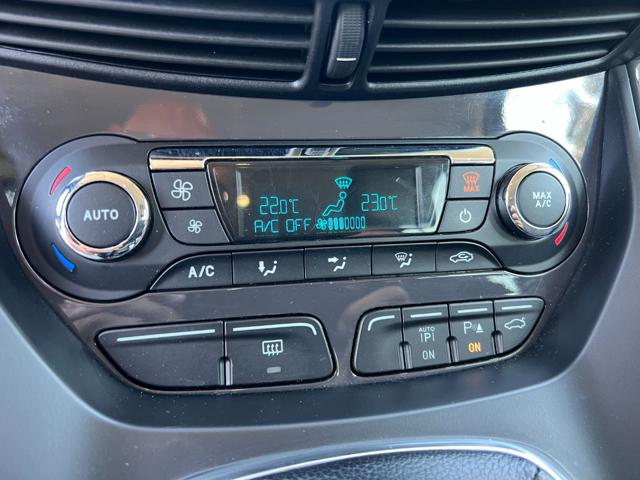 AUTO
22.0°C 23.0°C
A/C OFF
MAX
MAX
A/C
A/C
AUTO
P
ON
P
ON